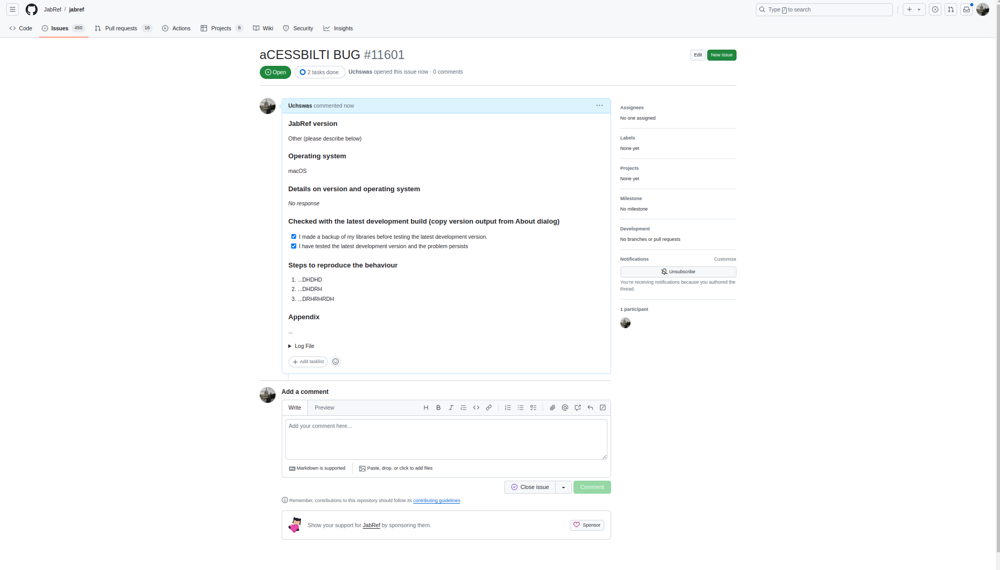 JabRef / jabref
Type / to search
Code
Issues 450
Pull requests 16
Actions
Projects 6
Wiki
Security
Insights
aCESSBILTI BUG #11601
Edit
New issue
Open
2 tasks done
Uchswas opened this issue now · 0 comments
Uchswas commented now
JabRef version
Other (please describe below)
Operating system
macOS
Details on version and operating system
No response
Checked with the latest development build (copy version output from About dialog)
I made a backup of my libraries before testing the latest development version.
I have tested the latest development version and the problem persists
Steps to reproduce the behaviour
1. ...DHDHD
2. ...DHDRH
3. ...DRHRHRDH
Appendix
...
Log File
Add tasklist
Assignees
No one assigned
Labels
None yet
Projects
None yet
Milestone
No milestone
Development
No branches or pull requests
Notifications
Customize
Unsubscribe
You're receiving notifications because you authored the
thread.
1 participant
Add a comment
Write
Preview
Add your comment here...
Markdown is supported
Paste, drop, or click to add files
Close issue
Comment
Remember, contributions to this repository should follow its contributing guidelines.
Show your support for JabRef by sponsoring them.
Sponsor